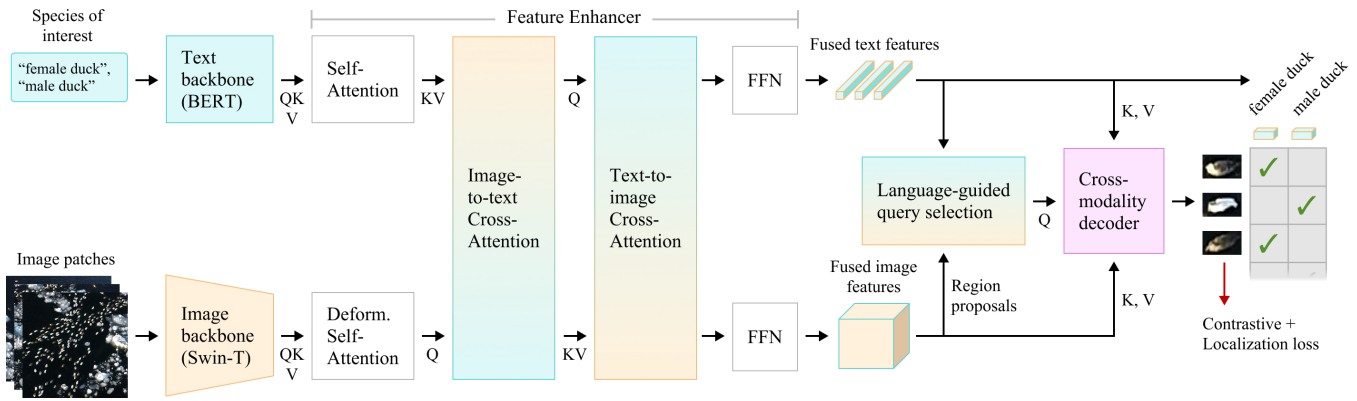 Species of
interest
Feature Enhancer
“female duck”,
“male duck”
Text
backbone
(BERT)
QK
V
Self-
Attention
KV
Image-
to-text
Cross-
Attention
Q
Text-to-
image
Cross-
Attention
FFN
Fused text features
K, V
female duck
male duck
Language-guided
query selection
Q
Cross-
modality
decoder
Image patches
Image
backbone
(Swin-T)
QK
V
Deform.
Self-
Attention
Q
KV
FFN
Fused image
features
Region
proposals
K, V
Contrastive +
Localization loss